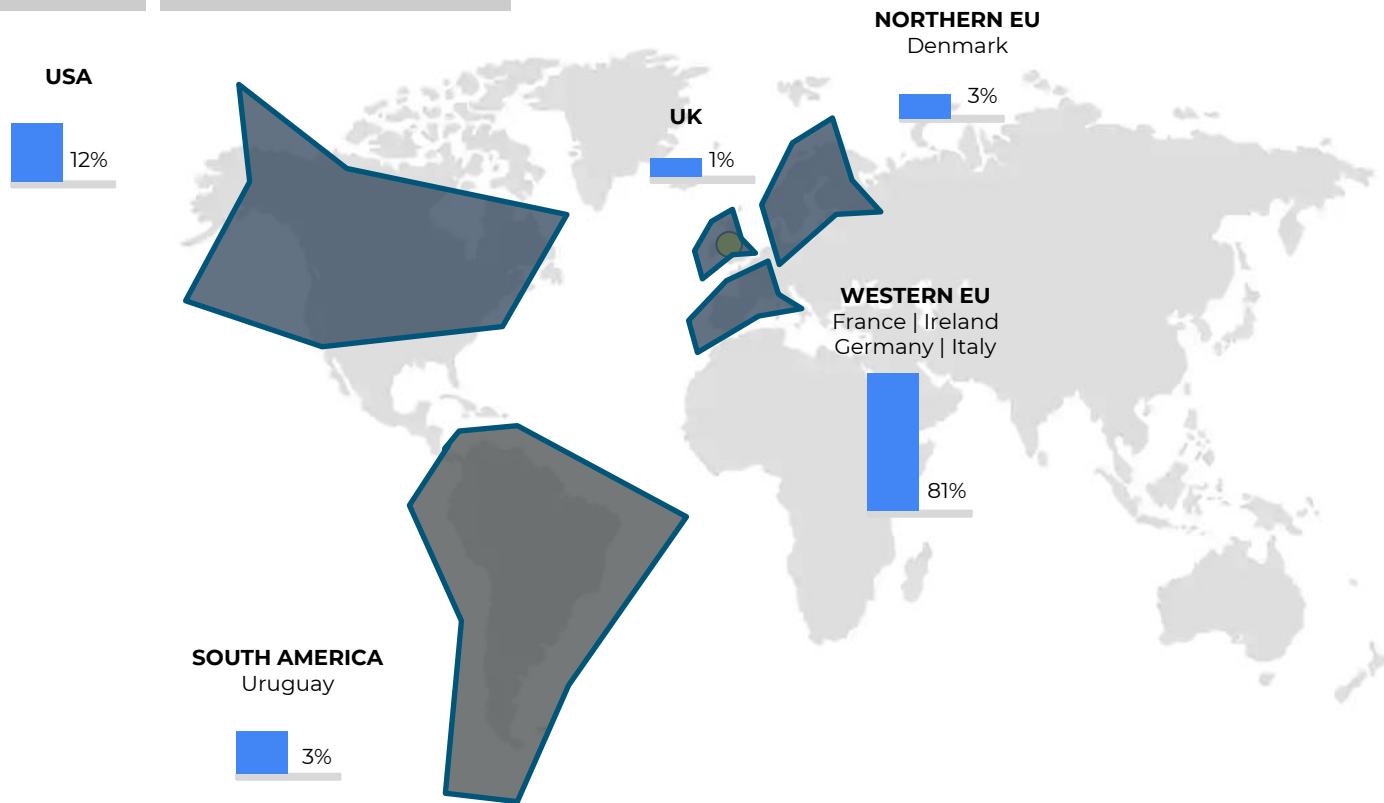 NORTHERN EU
Denmark
3%
USA
12%
UK
1%
WESTERN EU
France | Ireland
Germany | Italy
81%
SOUTH AMERICA
Uruguay
3%